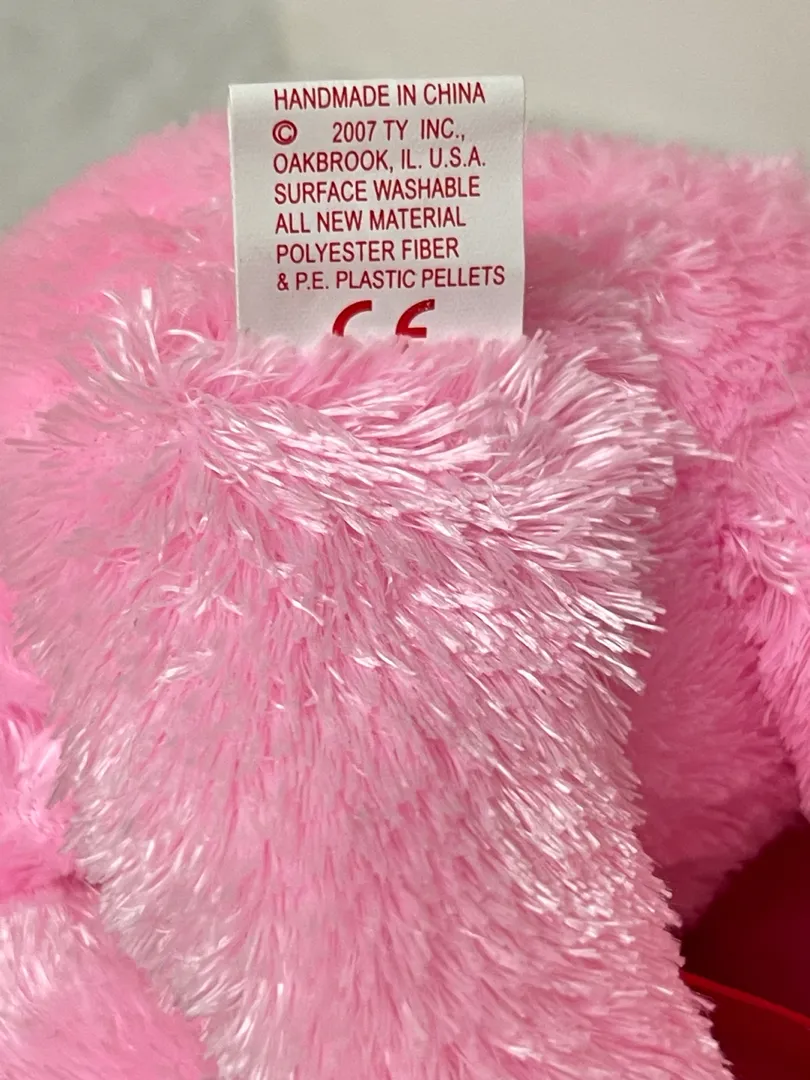 HANDMADE IN CHINA
© 2007 TY INC.,
OAKBROOK, IL. U.S.A.
SURFACE WASHABLE
ALL NEW MATERIAL
POLYESTER FIBER
& P.E. PLASTIC PELLETS
CE